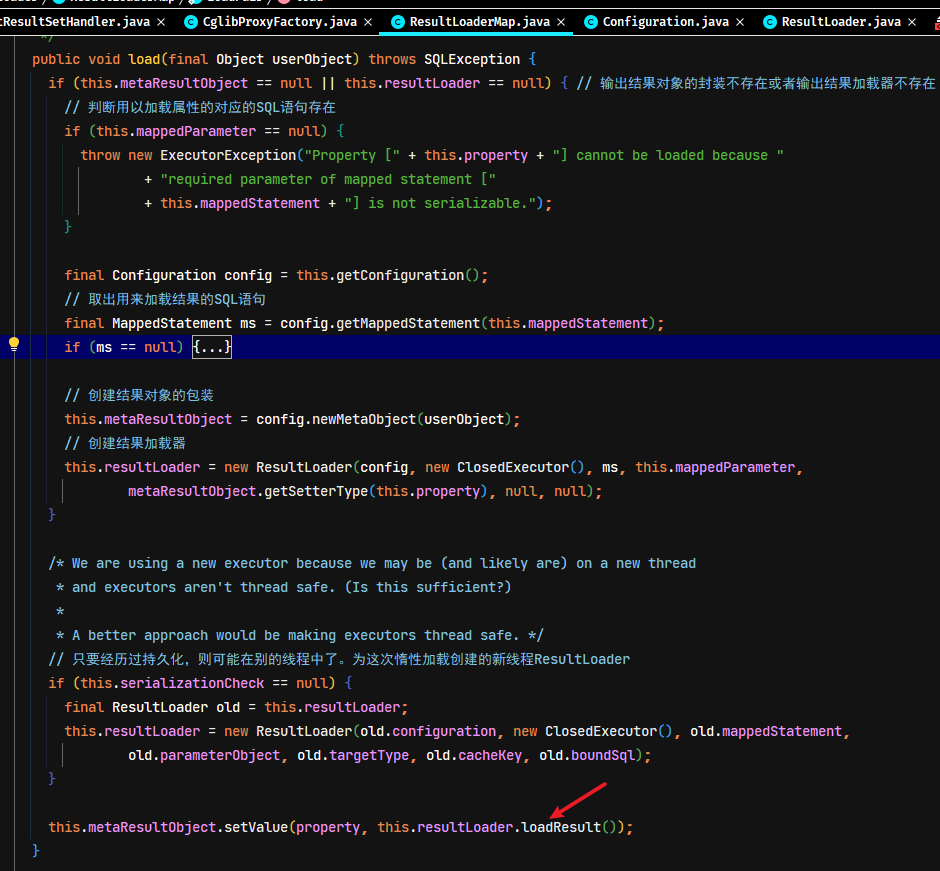 cResultSetHandler.java × CglibProxyFactory.java × ResultLoaderMap.java × Configuration.java × ResultLoader.java ×
*/
public void load(final Object userObject) throws SQLException {
if (this.metaResultObject == null || this.resultLoader == null) { // 输出结果对象的封装不存在或者输出结果加载器不存在
// 判断用以加载属性的对应的SQL语句存在
if (this.mappedParameter == null) {
throw new ExecutorException("Property [" + this.property + "] cannot be loaded because "
+ "required parameter of mapped statement ["
+ this.mappedStatement + "] is not serializable.");
}
final Configuration config = this.getConfiguration();
// 取出用来加载结果的SQL语句
final MappedStatement ms = config.getMappedStatement(this.mappedStatement);
if (ms == null) {...}
// 创建结果对象的包装
this.metaResultObject = config.newMetaObject(userObject);
// 创建结果加载器
this.resultLoader = new ResultLoader(config, new ClosedExecutor(), ms, this.mappedParameter,
metaResultObject.getSetterType(this.property), null, null);
}
/* We are using a new executor because we may be (and likely are) on a new thread
* and executors aren't thread safe. (Is this sufficient?)
*
* A better approach would be making executors thread safe. */
// 只要经历过持久化，则可能在别的线程中了。为这次惰性加载创建的新线程ResultLoader
if (this.serializationCheck == null) {
final ResultLoader old = this.resultLoader;
this.resultLoader = new ResultLoader(old.configuration, new ClosedExecutor(), old.mappedStatement,
old.parameterObject, old.targetType, old.cacheKey, old.boundSql);
}
this.metaResultObject.setValue(property, this.resultLoader.loadResult());
}